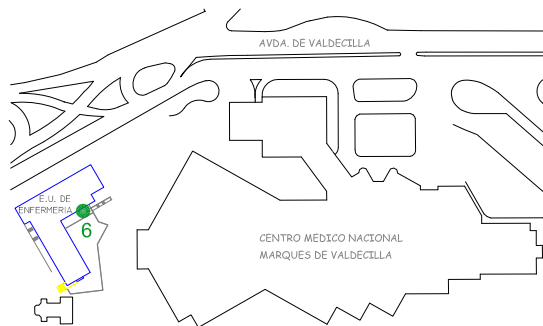 AVDA. DE VALDECILLA
E.U. DE
ENFERMERIA
6
CENTRO MEDICO NACIONAL
MARQUES DE VALDECILLA